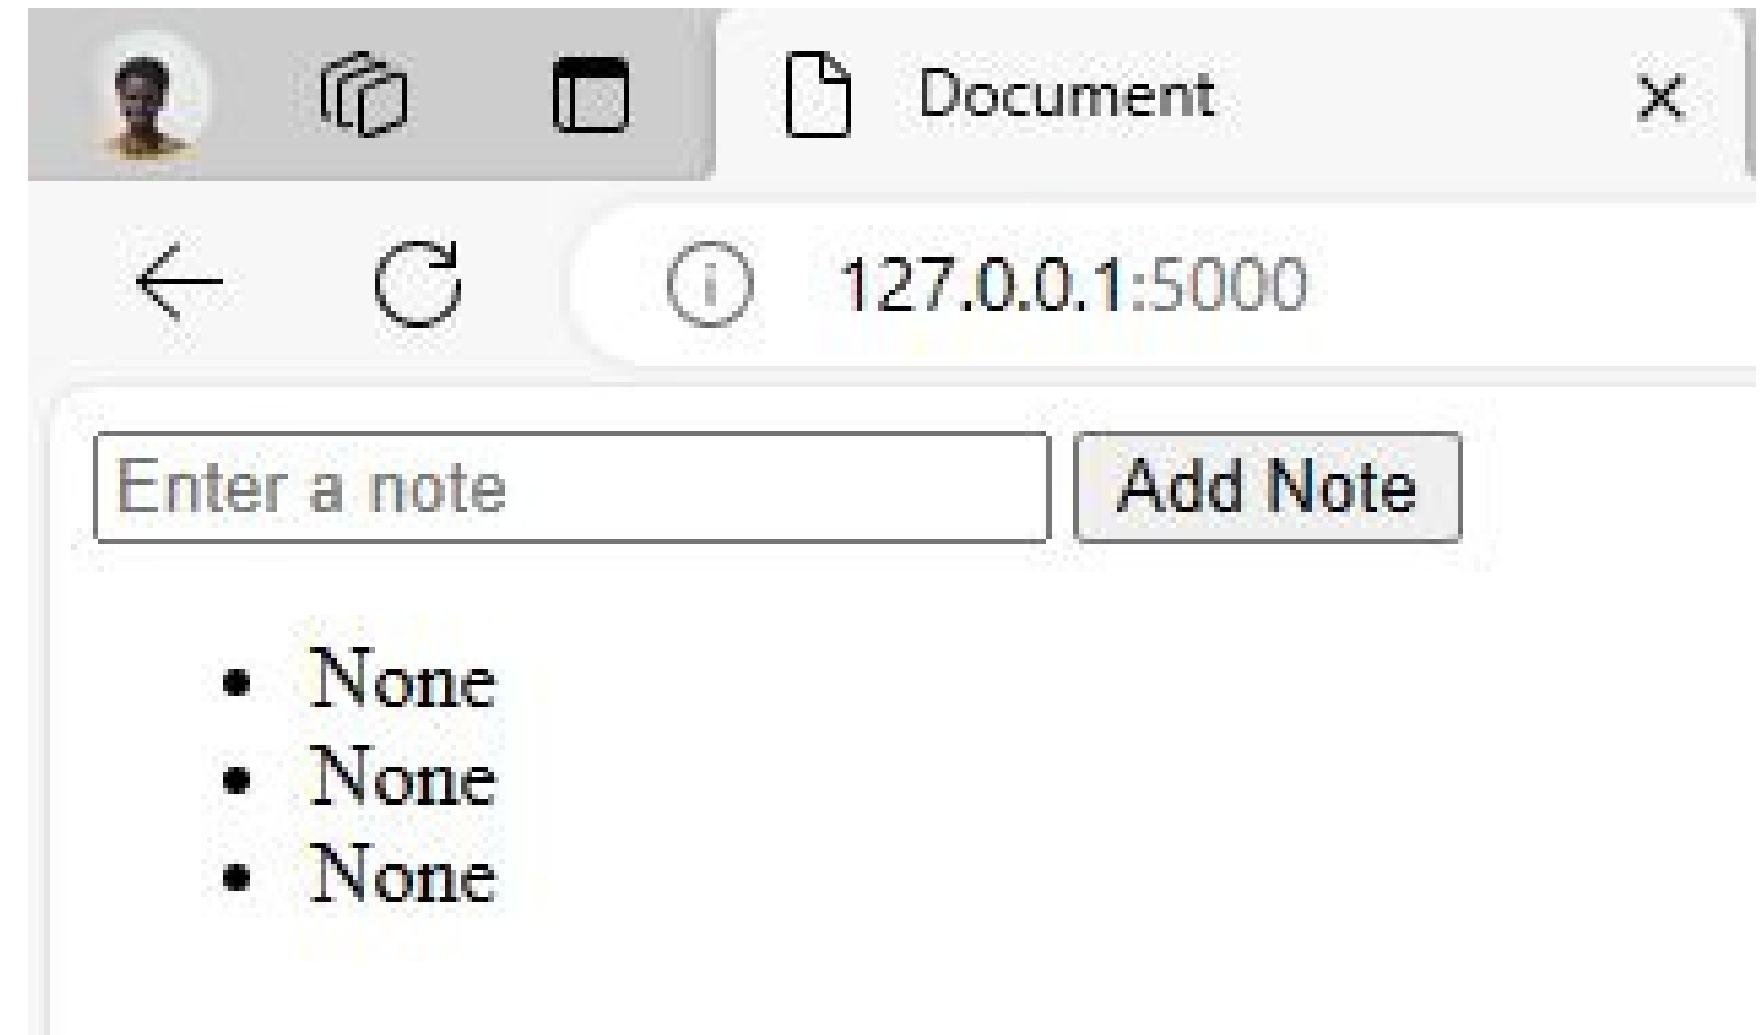 Document
127.0.0.1:5000
Enter a note Add Note
None
None
None